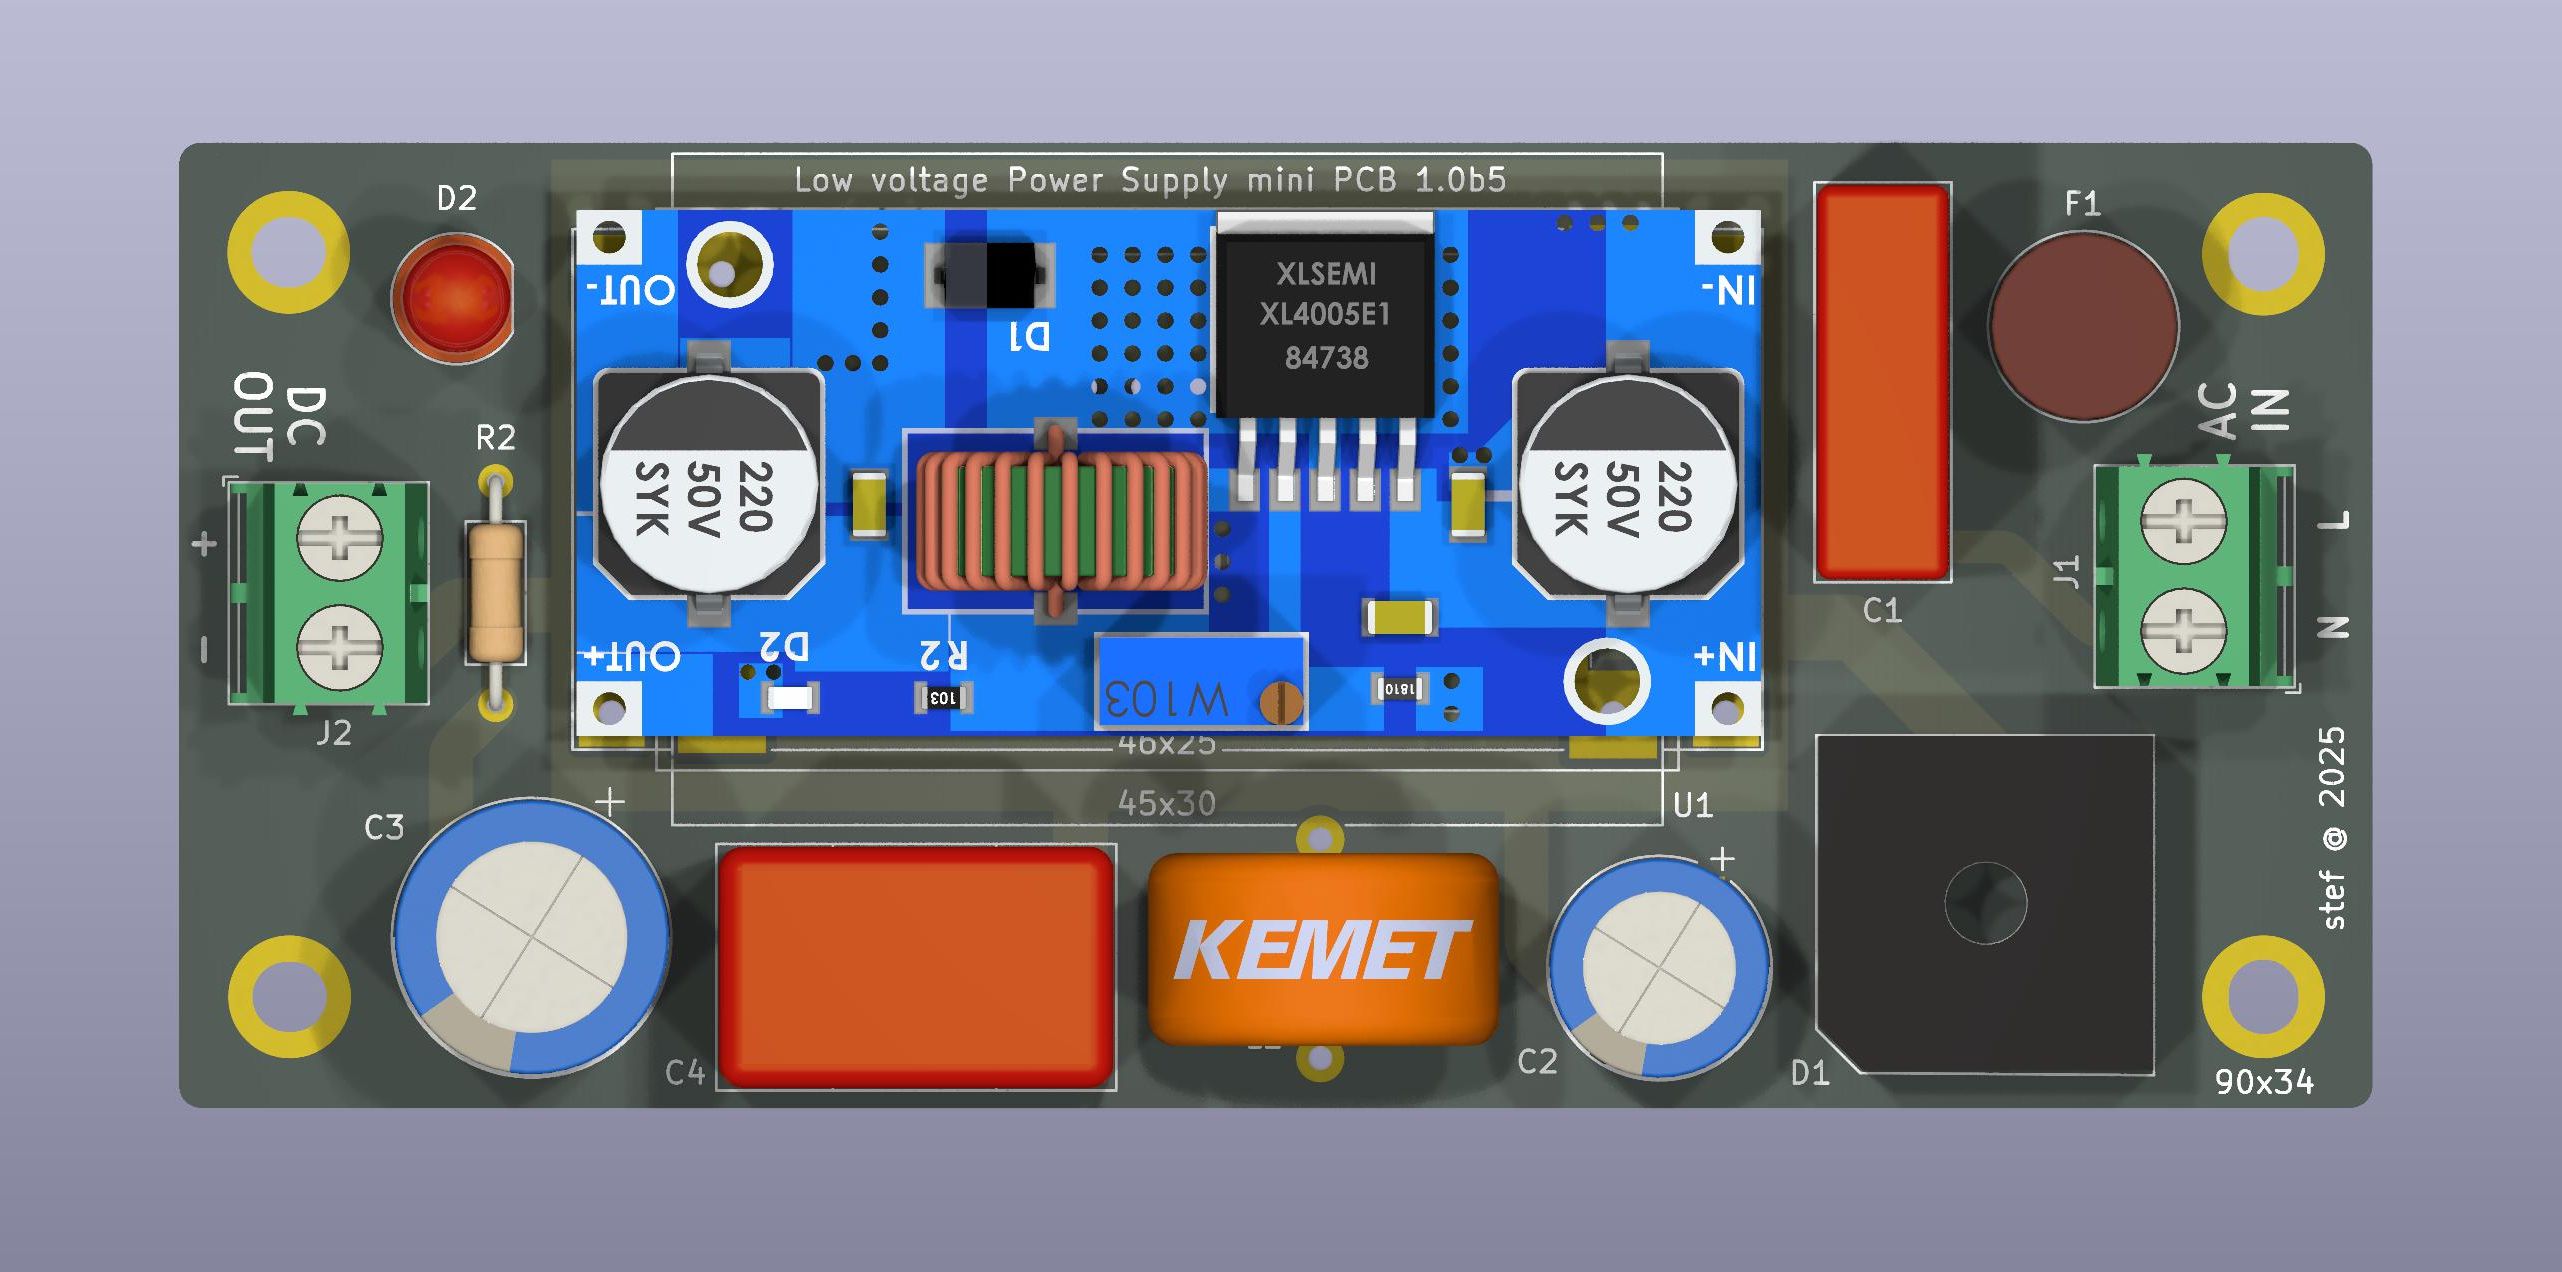 Low voltage Power Supply mini PCB 1.0b5
D2
F1
OUT-
D1
XLSEMI
XL4005E1
84738
IN-
DC
OUT
AC
IN
R2
220
50V
SYK
220
50V
SYK
+
-
J2
L
N
J1
C1
OUT+
D2
R2
103
W103
1810
IN+
46x25
45x30
U1
C3
+
C4
KEMET
+
C2
D1
stef @ 2025
90x34